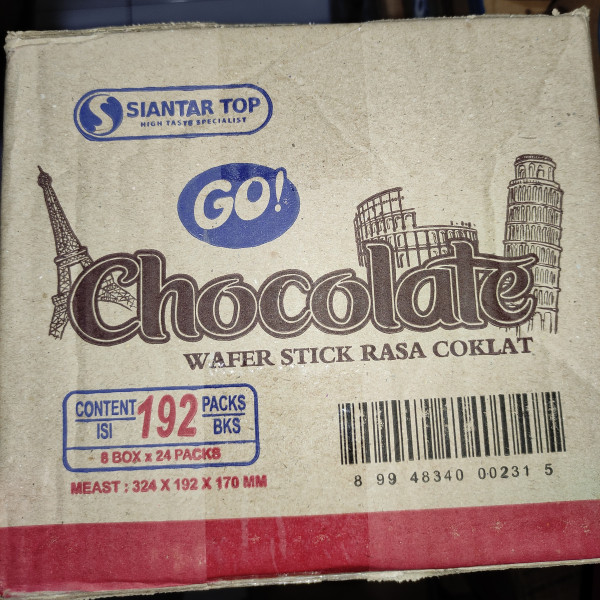 SIANTAR TOP
HIGH TASTE SPECIALIST
GO!
Chocolate
WAFER STICK RASA COKLAT
CONTENT 192 PACKS
ISI BKS
8 BOX x 24 PACKS
MEAST : 324 X 192 X 170 MM
8 99 48340 00231 5